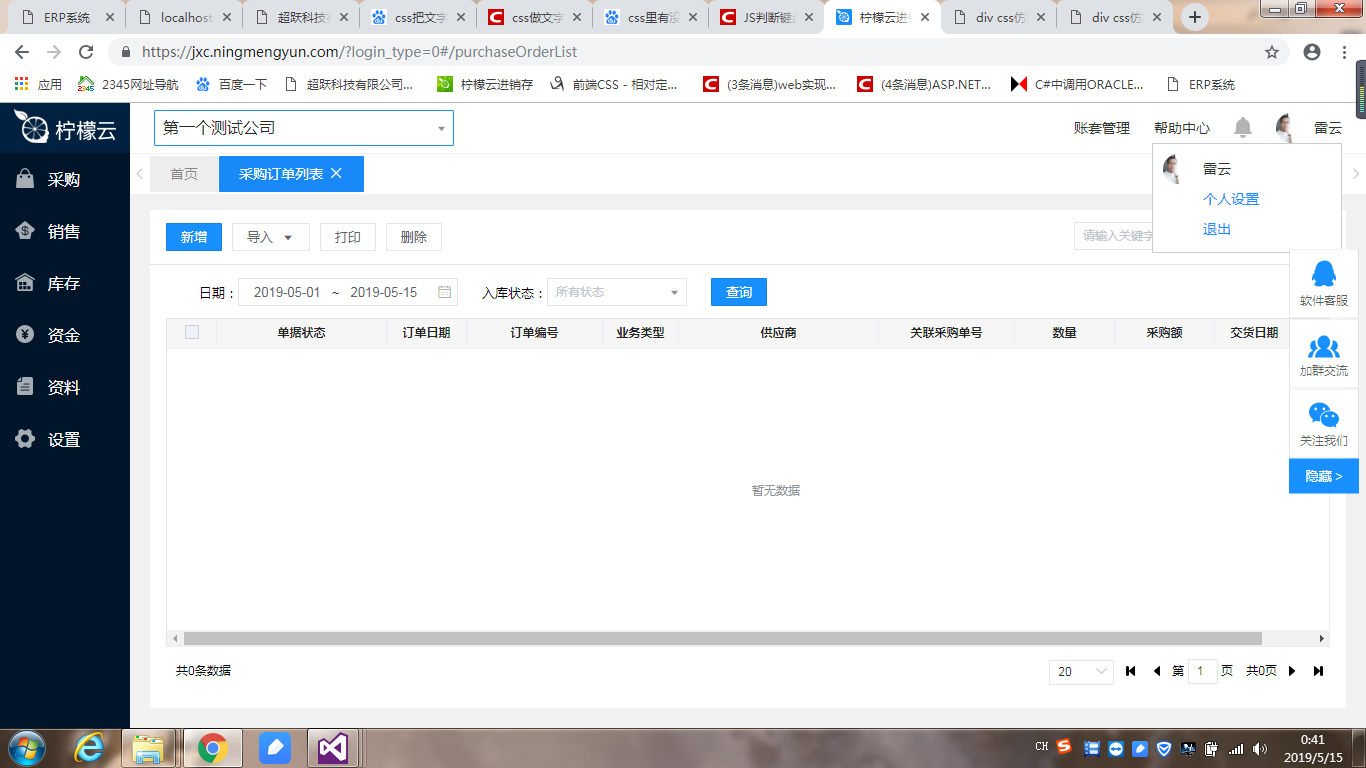 ERP系统
localhost
超跃科技
css把文字
css做文字
css里有没
JS判断键
柠檬云进
div css仿
div css仿
https://jxc.ningmengyun.com/?login_type=0#/purchaseOrderList
应用
2345网址导航
百度一下
超跃科技有限公司...
柠檬云进销存
前端CSS - 相对定...
(3条消息)web实现...
(4条消息)ASP.NET...
C#中调用ORACLE...
ERP系统
柠檬云
第一个测试公司
账套管理
帮助中心
雷云
首页
采购订单列表
雷云
个人设置
退出
采购
销售
库存
资金
资料
设置
新增
导入
打印
删除
请输入关键字
日期：
2019-05-01 ~ 2019-05-15
入库状态：
所有状态
查询
单据状态
订单日期
订单编号
业务类型
供应商
关联采购单号
数量
采购额
交货日期
暂无数据
软件客服
加群交流
关注我们
隐藏 >
共0条数据
20
第 1 页
共0页
CH
0:41
2019/5/15